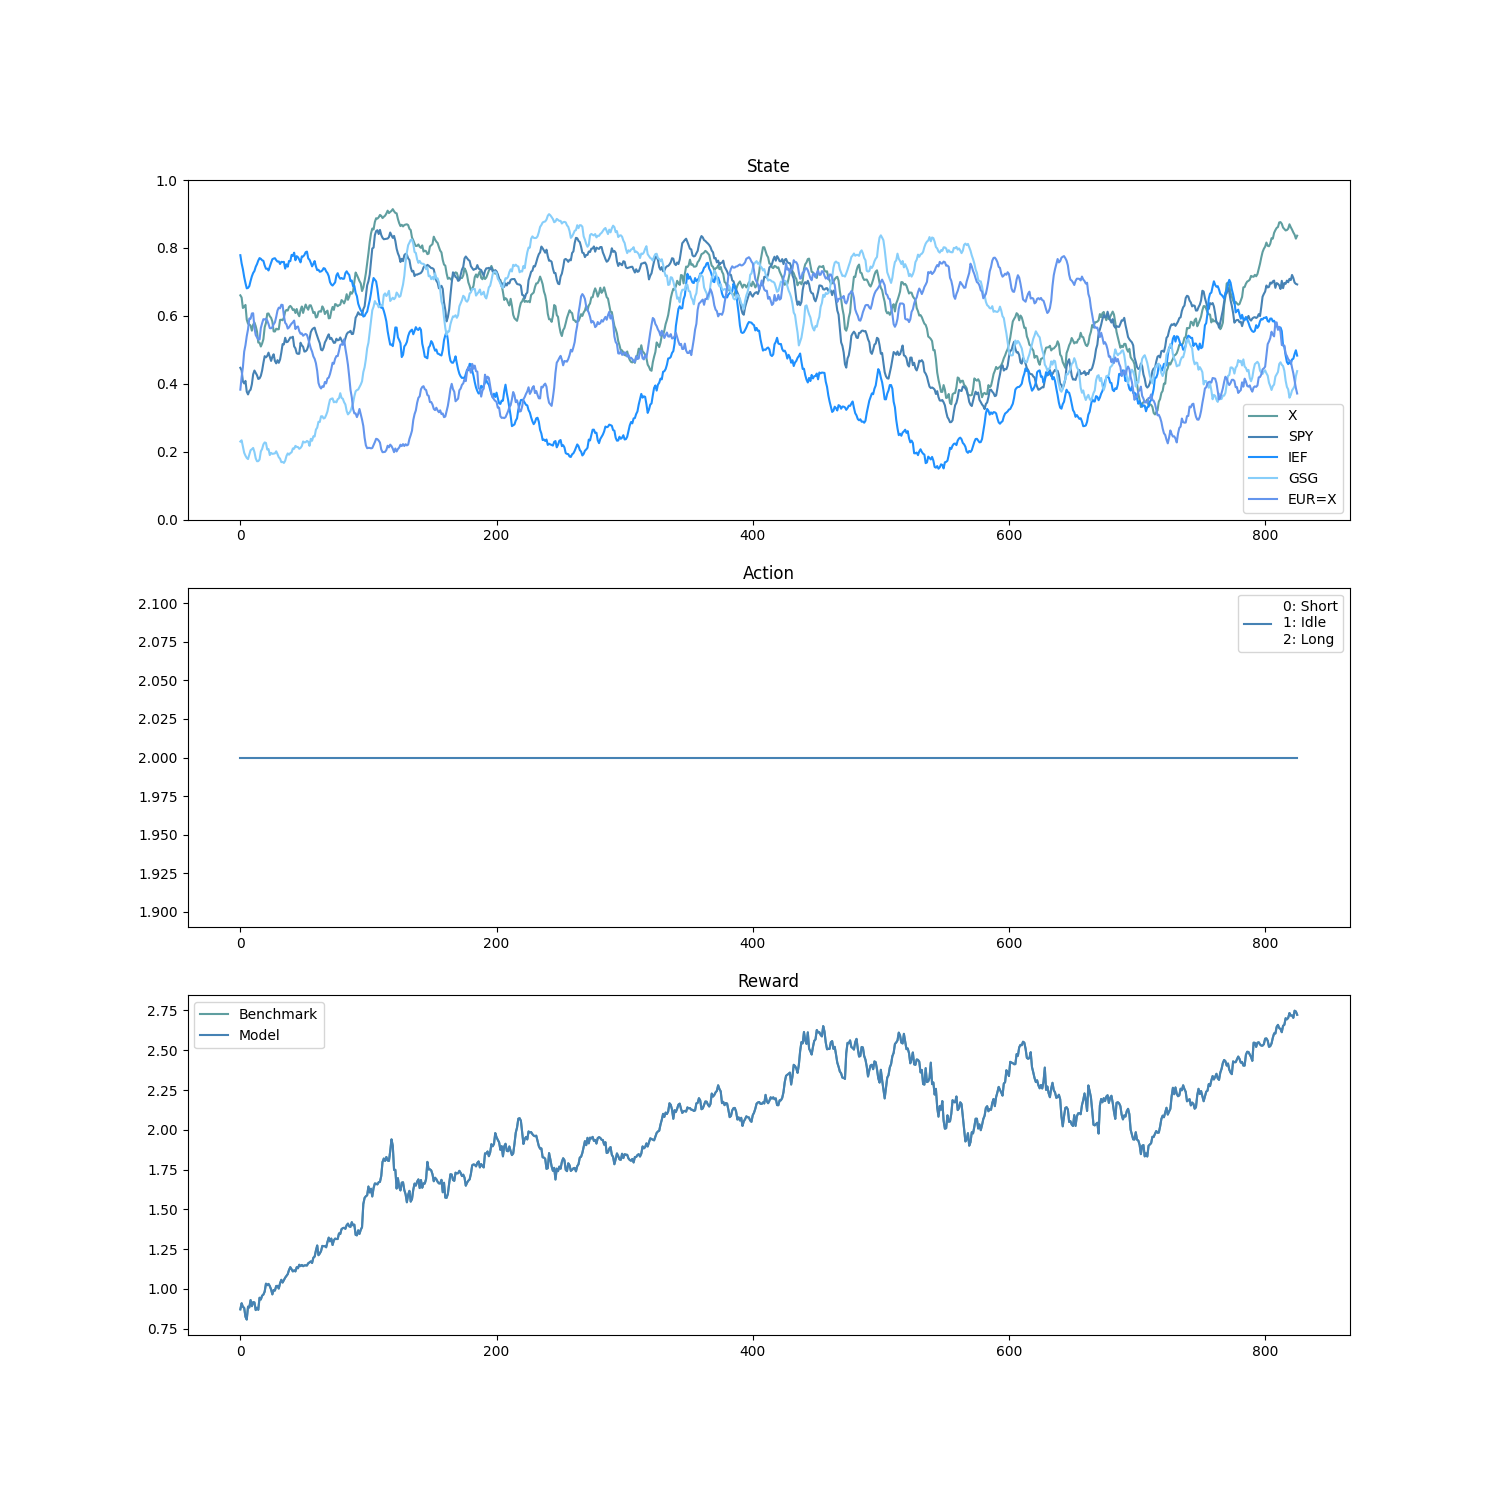 State
1.0
0.8
0.6
0.4
0.2
0.0
X
SPY
IEF
GSG
EUR=X
0 200 400 600 800
Action
2.100
2.075
2.050
2.025
2.000
1.975
1.950
1.925
1.900
0: Short
1: Idle
2: Long
0 200 400 600 800
Reward
2.75
2.50
2.25
2.00
1.75
1.50
1.25
1.00
0.75
Benchmark
Model
0 200 400 600 800